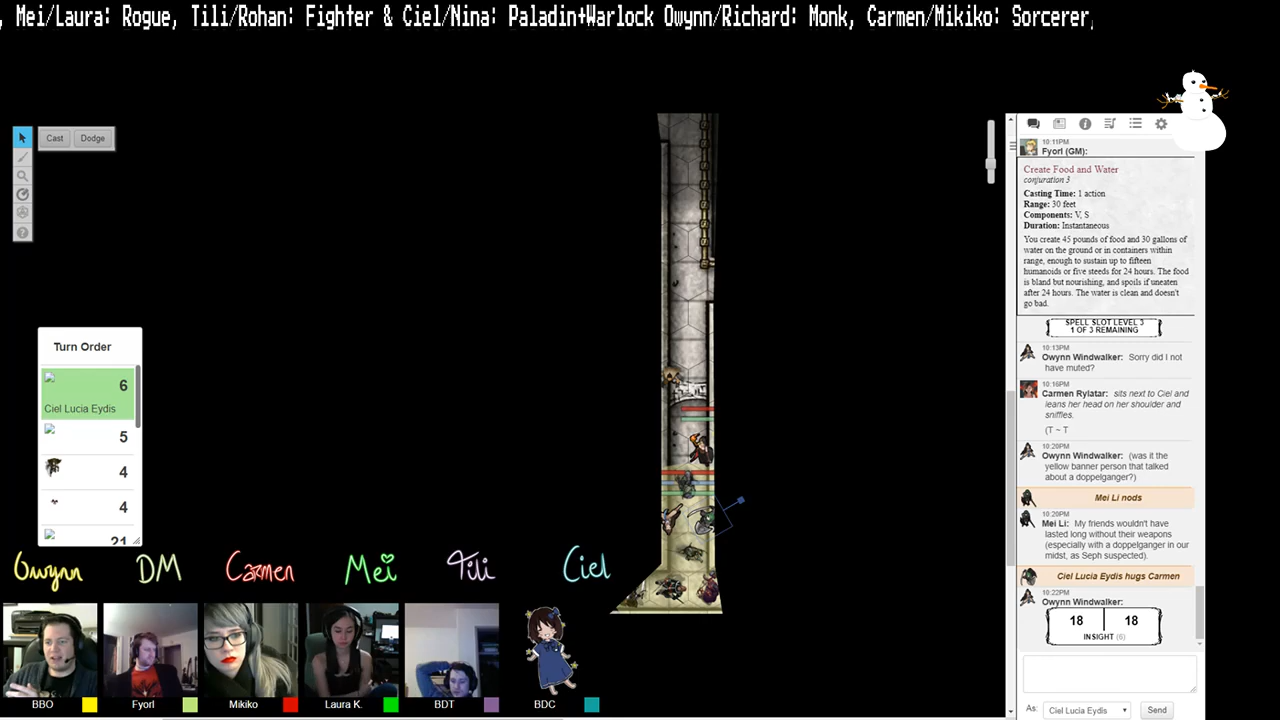 , Mei/Laura: Rogue, Tili/Rohan: Fighter & Ciel/Nina: Paladin+Warlock Owynn/Richard: Monk, Carmen/Mikiko: Sorcerer,
Cast
Dodge
Turn Order
6
Ciel Lucia Eydis
5
4
4
21
10:11PM
Fyorl (GM):
Create Food and Water
conjuration 3
Casting Time: 1 action
Range: 30 feet
Components: V, S
Duration: Instantaneous
You create 45 pounds of food and 30 gallons of
water on the ground or in containers within
range, enough to sustain up to fifteen
humanoids or five steeds for 24 hours. The food
is bland but nourishing, and spoils if uneaten
after 24 hours. The water is clean and doesn't
go bad.
SPELL SLOT LEVEL 3
1 OF 3 REMAINING
10:13PM
Owynn Windwalker: Sorry did I not
have muted?
10:16PM
Carmen Rylatar: sits next to Ciel and
leans her head on her shoulder and
sniffles.
(T ~ T
10:20PM
Owynn Windwalker: (was it the
yellow banner person that talked
about a doppelganger?)
Mei Li nods
10:20PM
Mei Li: My friends wouldn't have
lasted long without their weapons
(especially with a doppelganger in our
midst, as Seph suspected).
Ciel Lucia Eydis hugs Carmen
10:22PM
Owynn Windwalker:
18 18
INSIGHT (6)
As: Ciel Lucia Eydis
Send
Owynn
DM
Carmen
Mei
Tili
Ciel
BBO
Fyorl
Mikiko
Laura K.
BDT
BDC